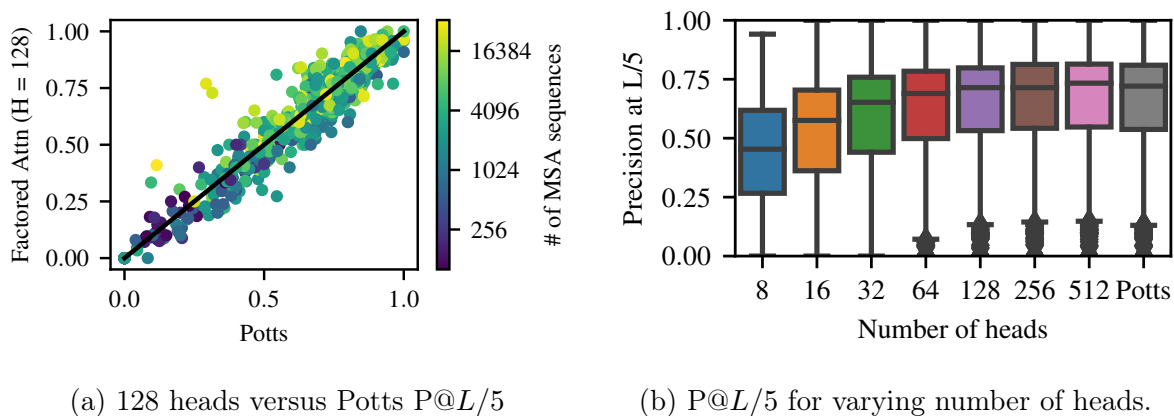 1.00
0.75
0.50
0.25
0.00
Factored Attn (H = 128)
0.0 0.5 1.0
Potts
16384
4096
1024
256
# of MSA sequences
(a) 128 heads versus Potts P@L/5
1.00
0.75
0.50
0.25
0.00
Precision at L/5
8 16 32 64 128 256 512 Potts
Number of heads
(b) P@L/5 for varying number of heads.